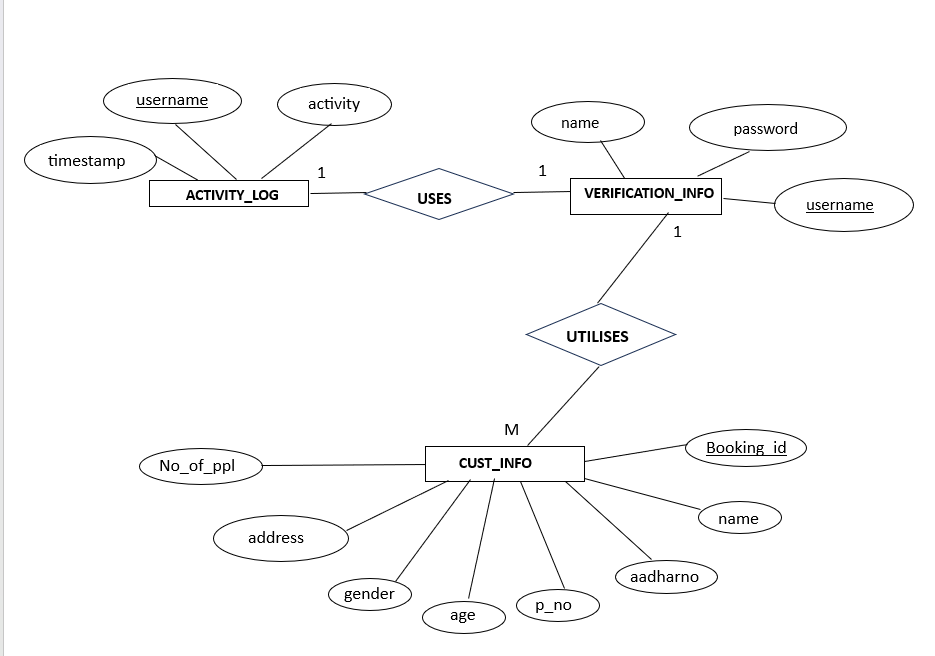 username
activity
name
password
timestamp
1
1
ACTIVITY_LOG
USES
VERIFICATION_INFO
username
1
UTILISES
M
Booking_id
No_of_ppl
CUST_INFO
name
address
aadharno
gender
age
p_no